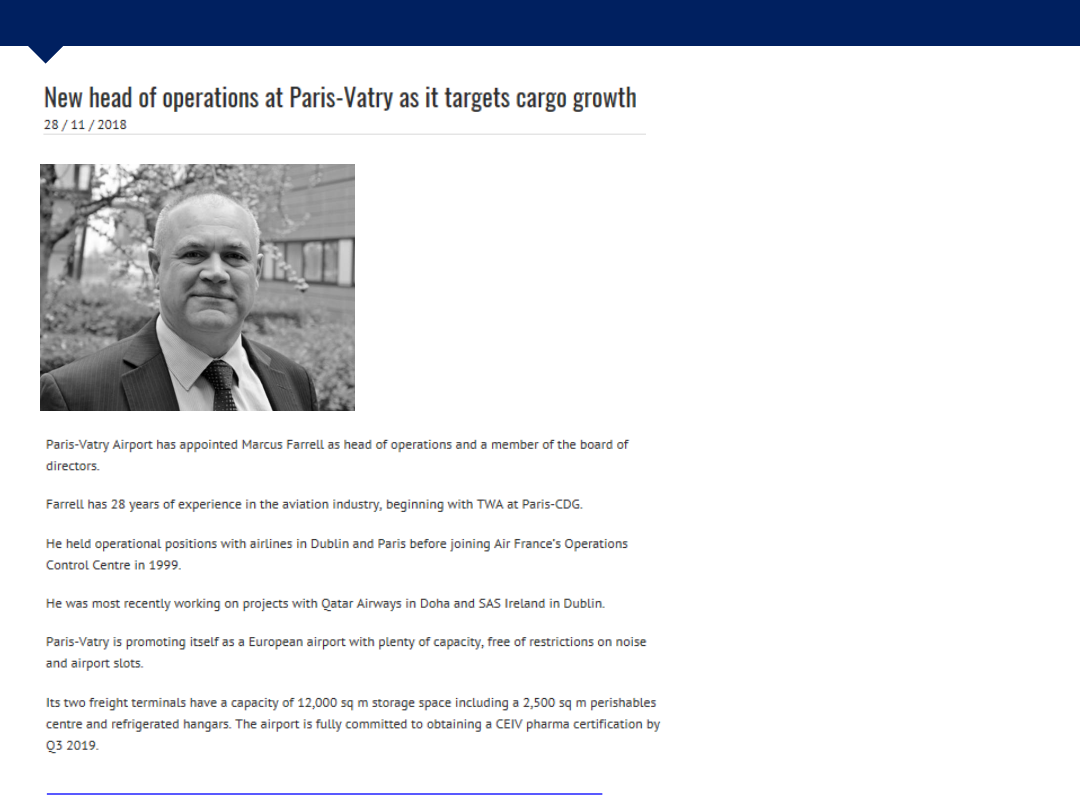 New head of operations at Paris-Vatry as it targets cargo growth
28 / 11 / 2018
Paris-Vatry Airport has appointed Marcus Farrell as head of operations and a member of the board of
directors.
Farrell has 28 years of experience in the aviation industry, beginning with TWA at Paris-CDG.
He held operational positions with airlines in Dublin and Paris before joining Air France's Operations
Control Centre in 1999.
He was most recently working on projects with Qatar Airways in Doha and SAS Ireland in Dublin.
Paris-Vatry is promoting itself as a European airport with plenty of capacity, free of restrictions on noise
and airport slots.
Its two freight terminals have a capacity of 12,000 sq m storage space including a 2,500 sq m perishables
centre and refrigerated hangars. The airport is fully committed to obtaining a CEIV pharma certification by
Q3 2019.